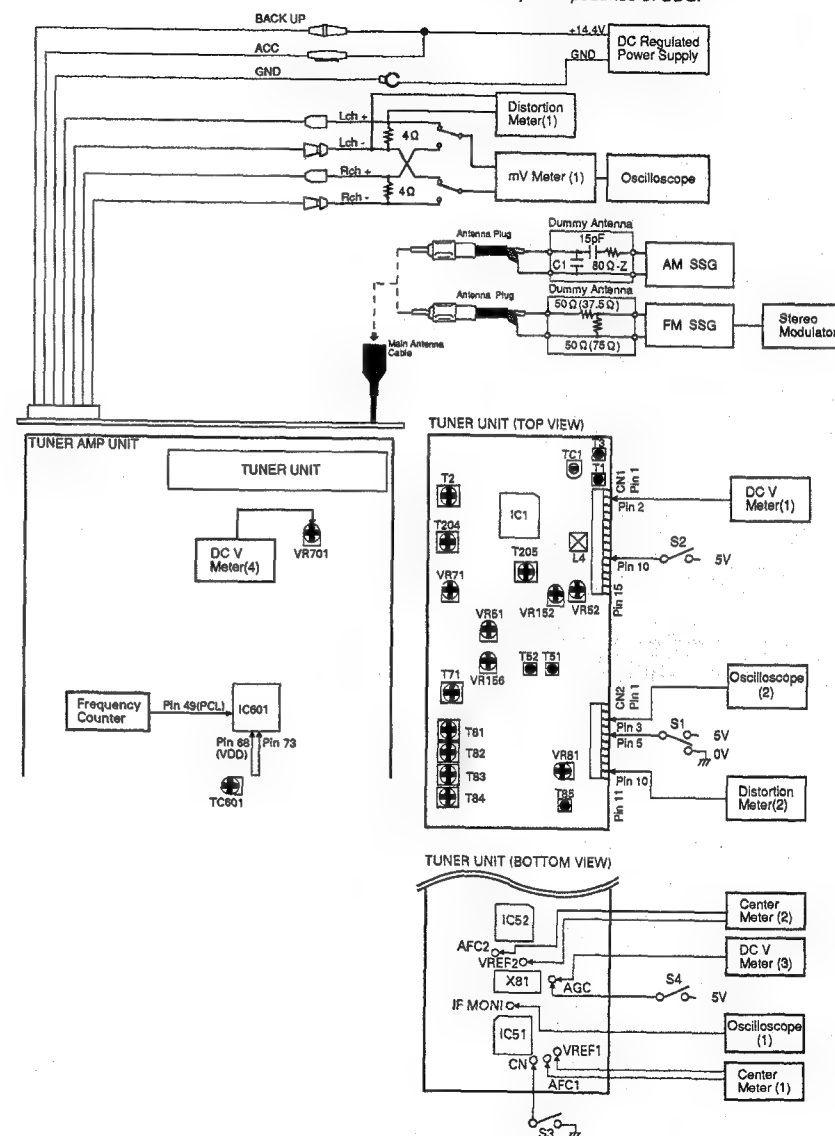 BACK UP
ACC
GND
+14.4V
GND
DC Regulated
Power Supply
Lch +
Lch -
Rch +
Rch -
4Ω
4Ω
Distortion
Meter(1)
mV Meter (1)
Oscilloscope
Antenna Plug
Dummy Antenna
15pF
C1
80Ω-Z
AM SSG
Antenna Plug
Dummy Antenna
50Ω(37.5Ω)
50Ω(75Ω)
FM SSG
Stereo
Modulator
Main Antenna
Cable
TUNER AMP UNIT
TUNER UNIT
DC V
Meter(4)
VR701
Frequency
Counter
Pin 49(PCL)
IC601
Pin 68
(VDD)
Pin 73
TC601
TUNER UNIT (TOP VIEW)
T3
TC1
T1
T2
IC1
T204
T205
L4
VR71
VR152
VR52
VR51
VR156
T52
T51
T71
T81
T82
T83
T84
VR81
T85
CN1
Pin 1
Pin 2
DC V
Meter(1)
S2
5V
Pin 10
Pin 15
CN2
Pin 1
Oscilloscope
(2)
Pin 3
S1
5V
0V
Pin 5
Pin 10
Pin 11
Distortion
Meter(2)
TUNER UNIT (BOTTOM VIEW)
IC52
AFC2
VREF2
X81
AGC
IF MONI
IC51
CN
VREF1
AFC1
S3
Center
Meter (2)
DC V
Meter (3)
S4
5V
Oscilloscope
(1)
Center
Meter (1)